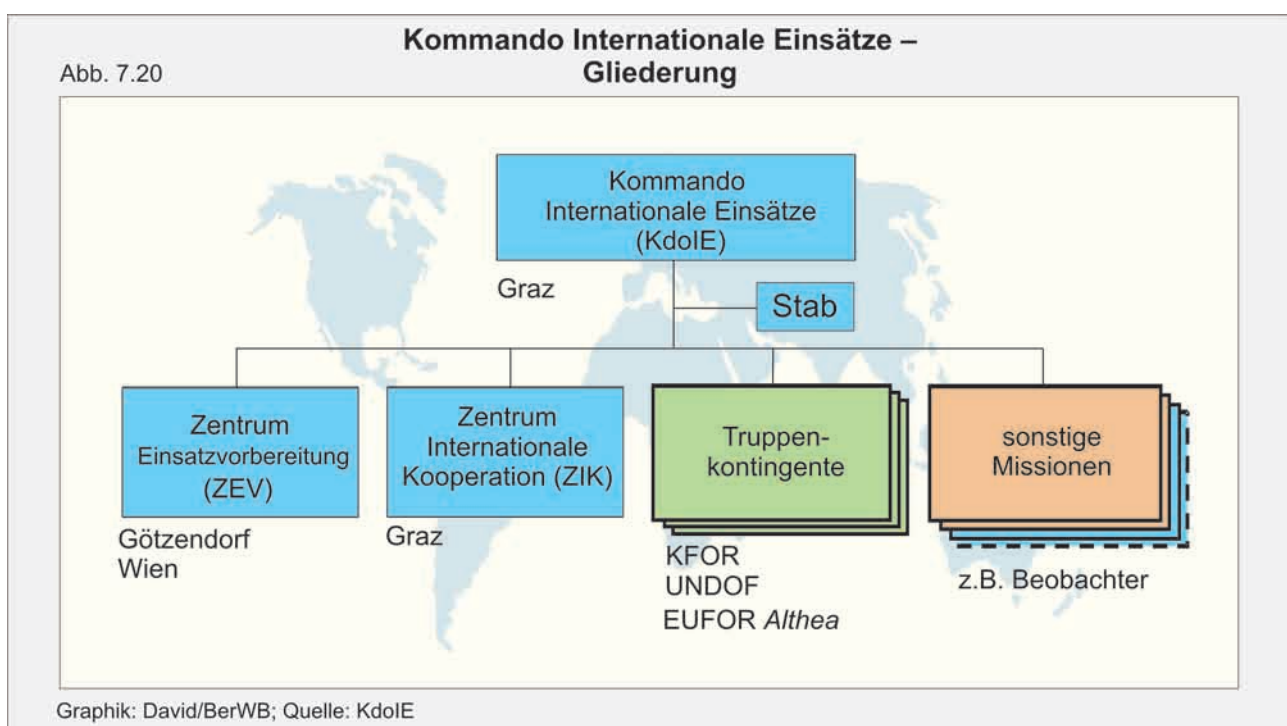 Kommando Internationale Einsätze –
Gliederung
Abb. 7.20
Kommando
Internationale Einsätze
(KdoIE)
Graz
Stab
Zentrum
Einsatzvorbereitung
(ZEV)
Götzendorf
Wien
Zentrum
Internationale
Kooperation (ZIK)
Graz
Truppen-
kontingente
KFOR
UNDOF
EUFOR Althea
sonstige
Missionen
z.B. Beobachter
Graphik: David/BerWB; Quelle: KdoIE